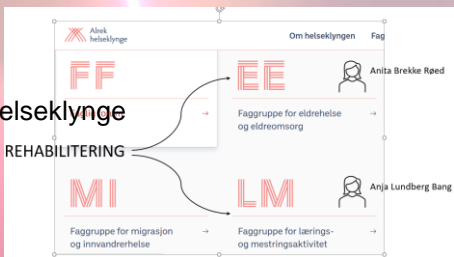 Alrek
helseklynge
Om helseklyngen Fag
FF
EE
Anita Brekke Røed
elseklynge
Faggruppe for eldrehelse
og eldreomsorg
REHABILITERING
MI
LM
Anja Lundberg Bang
Faggruppe for migrasjon
og innvandrerhelse
Faggruppe for lærings-
og mestringsaktivitet